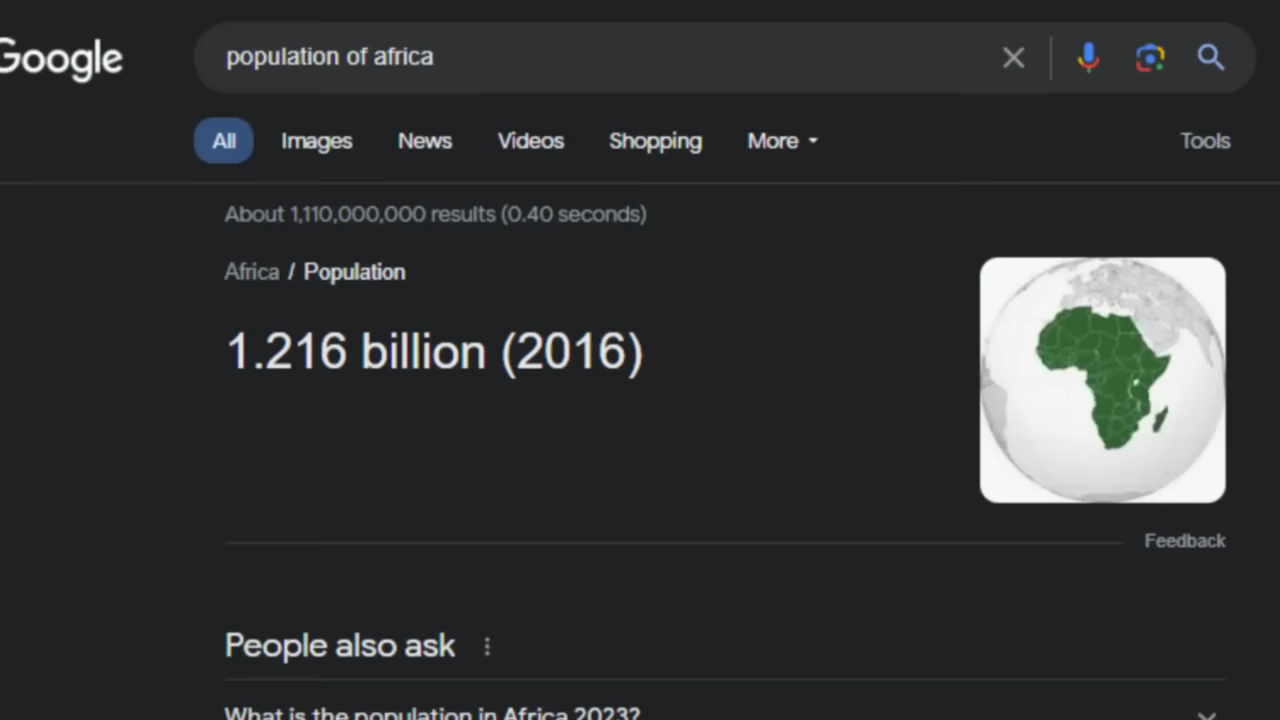 Google
population of africa
All Images News Videos Shopping More Tools
About 1,110,000,000 results (0.40 seconds)
Africa / Population
1.216 billion (2016)
Feedback
People also ask
What is the population in Africa 2023?